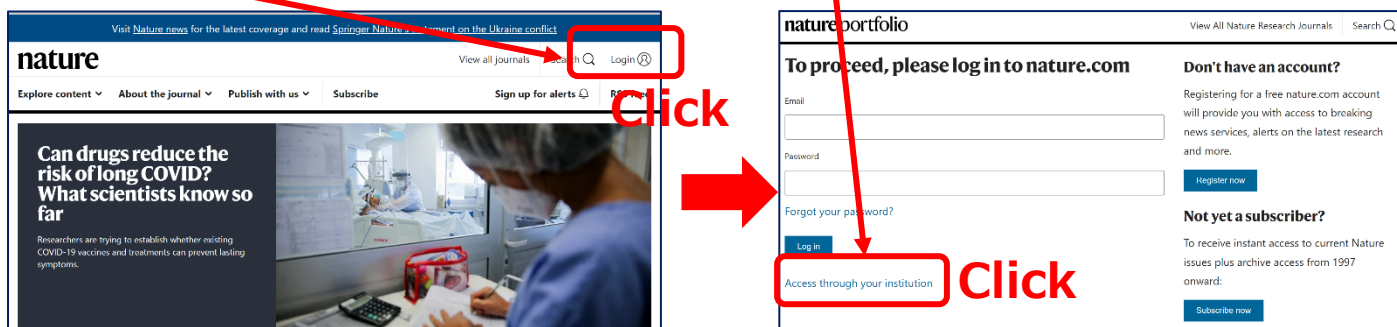 Visit Nature news for the latest coverage and read Springer Nature's statement on the Ukraine conflict
nature
View all journals
Search
Login
Explore content
About the journal
Publish with us
Subscribe
Sign up for alerts
RSS feed
Click
Can drugs reduce the
risk of long COVID?
What scientists know so
far
Researchers are trying to establish whether existing
COVID-19 vaccines and treatments can prevent lasting
symptoms.
natureportfolio
View All Nature Research Journals
Search
To proceed, please log in to nature.com
Email
Password
Forgot your password?
Log in
Access through your institution
Click
Don't have an account?
Registering for a free nature.com account
will provide you with access to breaking
news services, alerts on the latest research
and more.
Register now
Not yet a subscriber?
To receive instant access to current Nature
issues plus archive access from 1997
onward:
Subscribe now